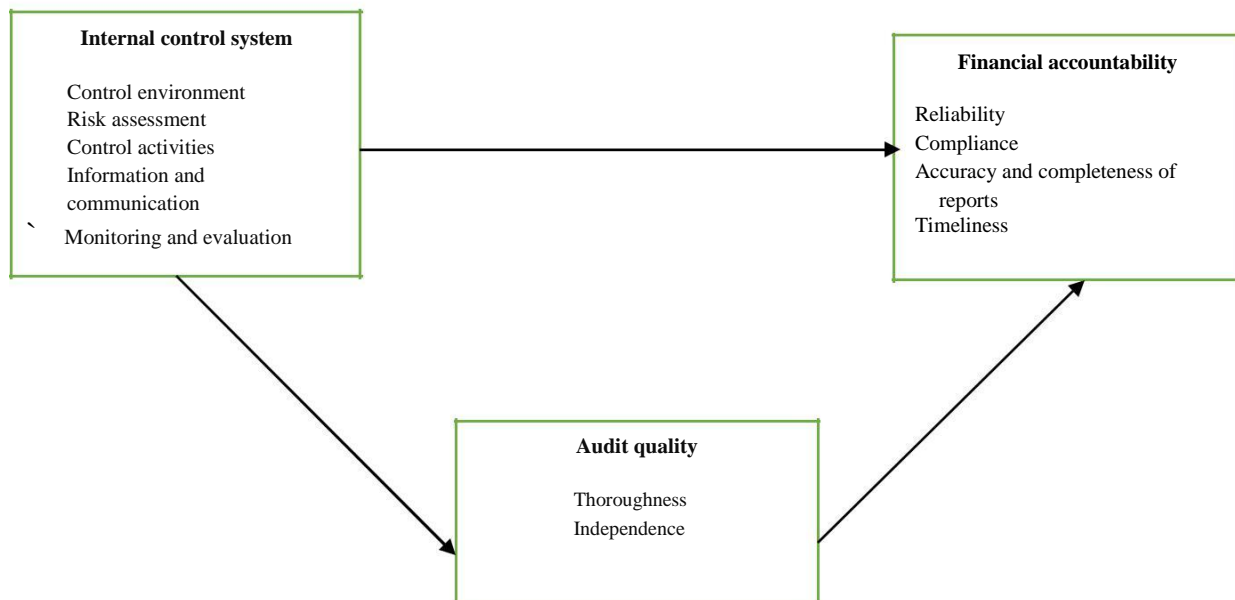 Internal control system
Control environment
Risk assessment
Control activities
Information and
communication
` Monitoring and evaluation
Financial accountability
Reliability
Compliance
Accuracy and completeness of
reports
Timeliness
Audit quality
Thoroughness
Independence